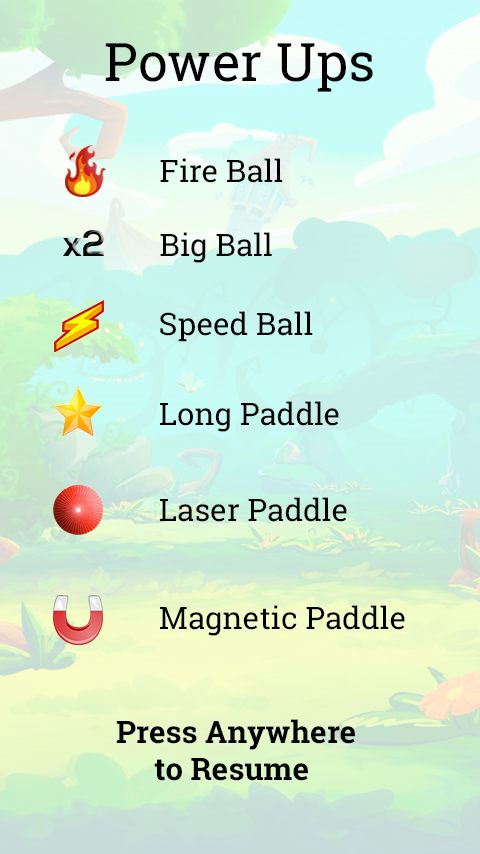 Power Ups
Fire Ball
x2 Big Ball
Speed Ball
Long Paddle
Laser Paddle
Magnetic Paddle
Press Anywhere
to Resume